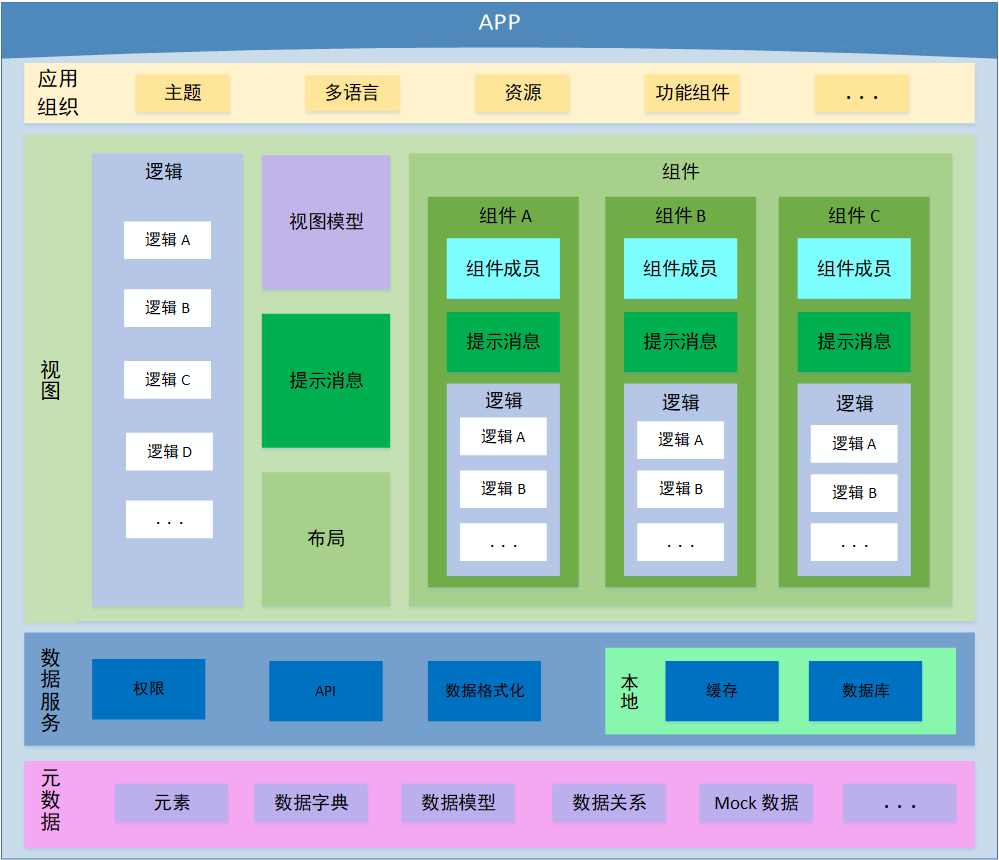 APP
应用
组织
主题
多语言
资源
功能组件
...
视图
逻辑
逻辑 A
逻辑 B
逻辑 C
逻辑 D
...
视图模型
提示消息
布局
组件
组件 A
组件成员
提示消息
逻辑
逻辑 A
逻辑 B
...
组件 B
组件成员
提示消息
逻辑
逻辑 A
逻辑 B
...
组件 C
组件成员
提示消息
逻辑
逻辑 A
逻辑 B
...
数据服务
权限
API
数据格式化
本地
缓存
数据库
元数据
元素
数据字典
数据模型
数据关系
Mock 数据
...